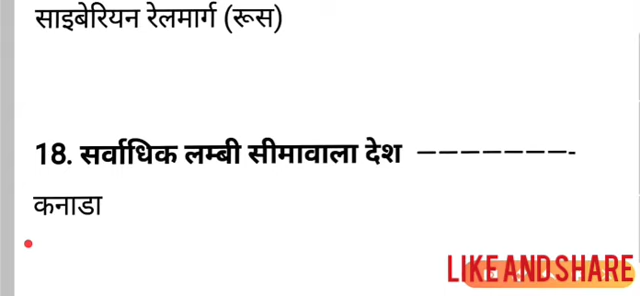 साइबेरियन रेलमार्ग (रूस)
18. सर्वाधिक लम्बी सीमावाला देश –––––––-
कनाडा
LIKE AND SHARE